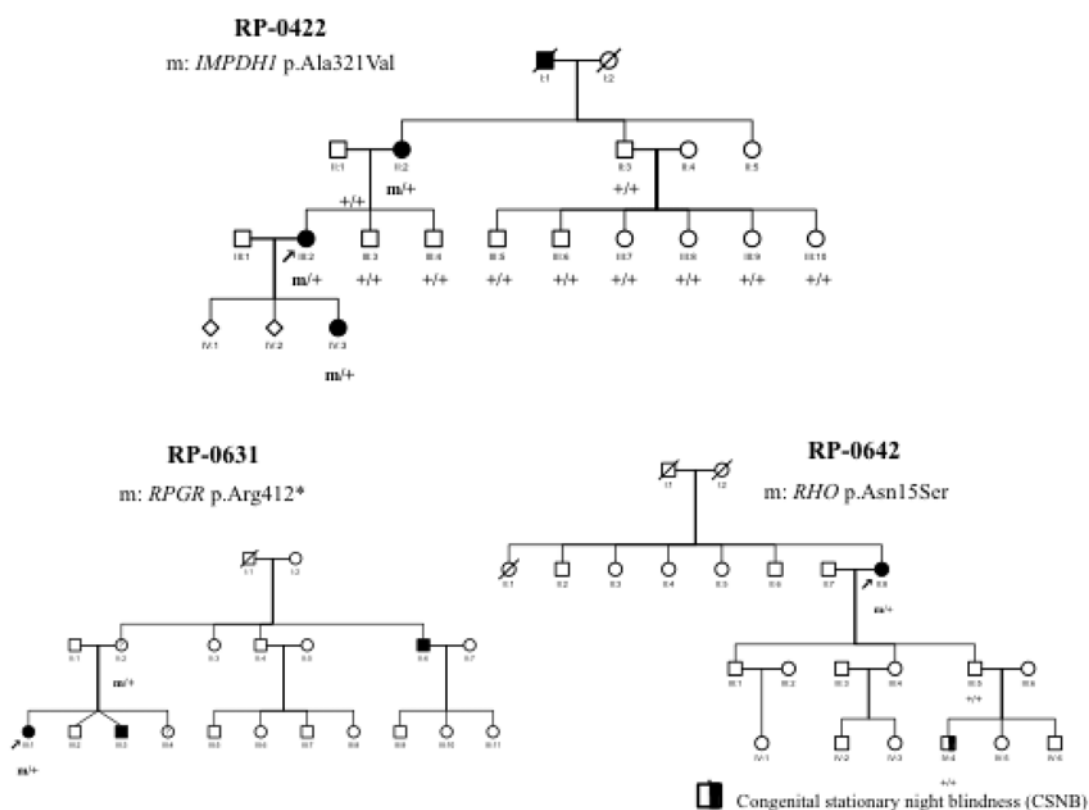 RP-0422
m: IMPDH1 p.Ala321Val
I:1 I:2
II:1 II:2 II:3 II:4 II:5
m/+ +/+
+/+
III:1 III:2 III:3 III:4 III:5 III:6 III:7 III:8 III:9 III:10
m/+ +/+ +/+ +/+ +/+ +/+ +/+ +/+ +/+
IV:1 IV:2 IV:3
m/+
RP-0631
m: RPGR p.Arg412*
I:1 I:2
II:1 II:2 II:3 II:4 II:5 II:6 II:7
m/+
III:1 III:2 III:3 III:4 III:5 III:6 III:7 III:8 III:9 III:10 III:11
m/+
RP-0642
m: RHO p.Asn15Ser
I:1 I:2
II:1 II:2 II:3 II:4 II:5 II:6 II:7 II:8
m/+
III:1 III:2 III:3 III:4 III:5 III:6
+/+
IV:1 IV:2 IV:3 IV:4 IV:5 IV:6
+/+
Congenital stationary night blindness (CSNB)